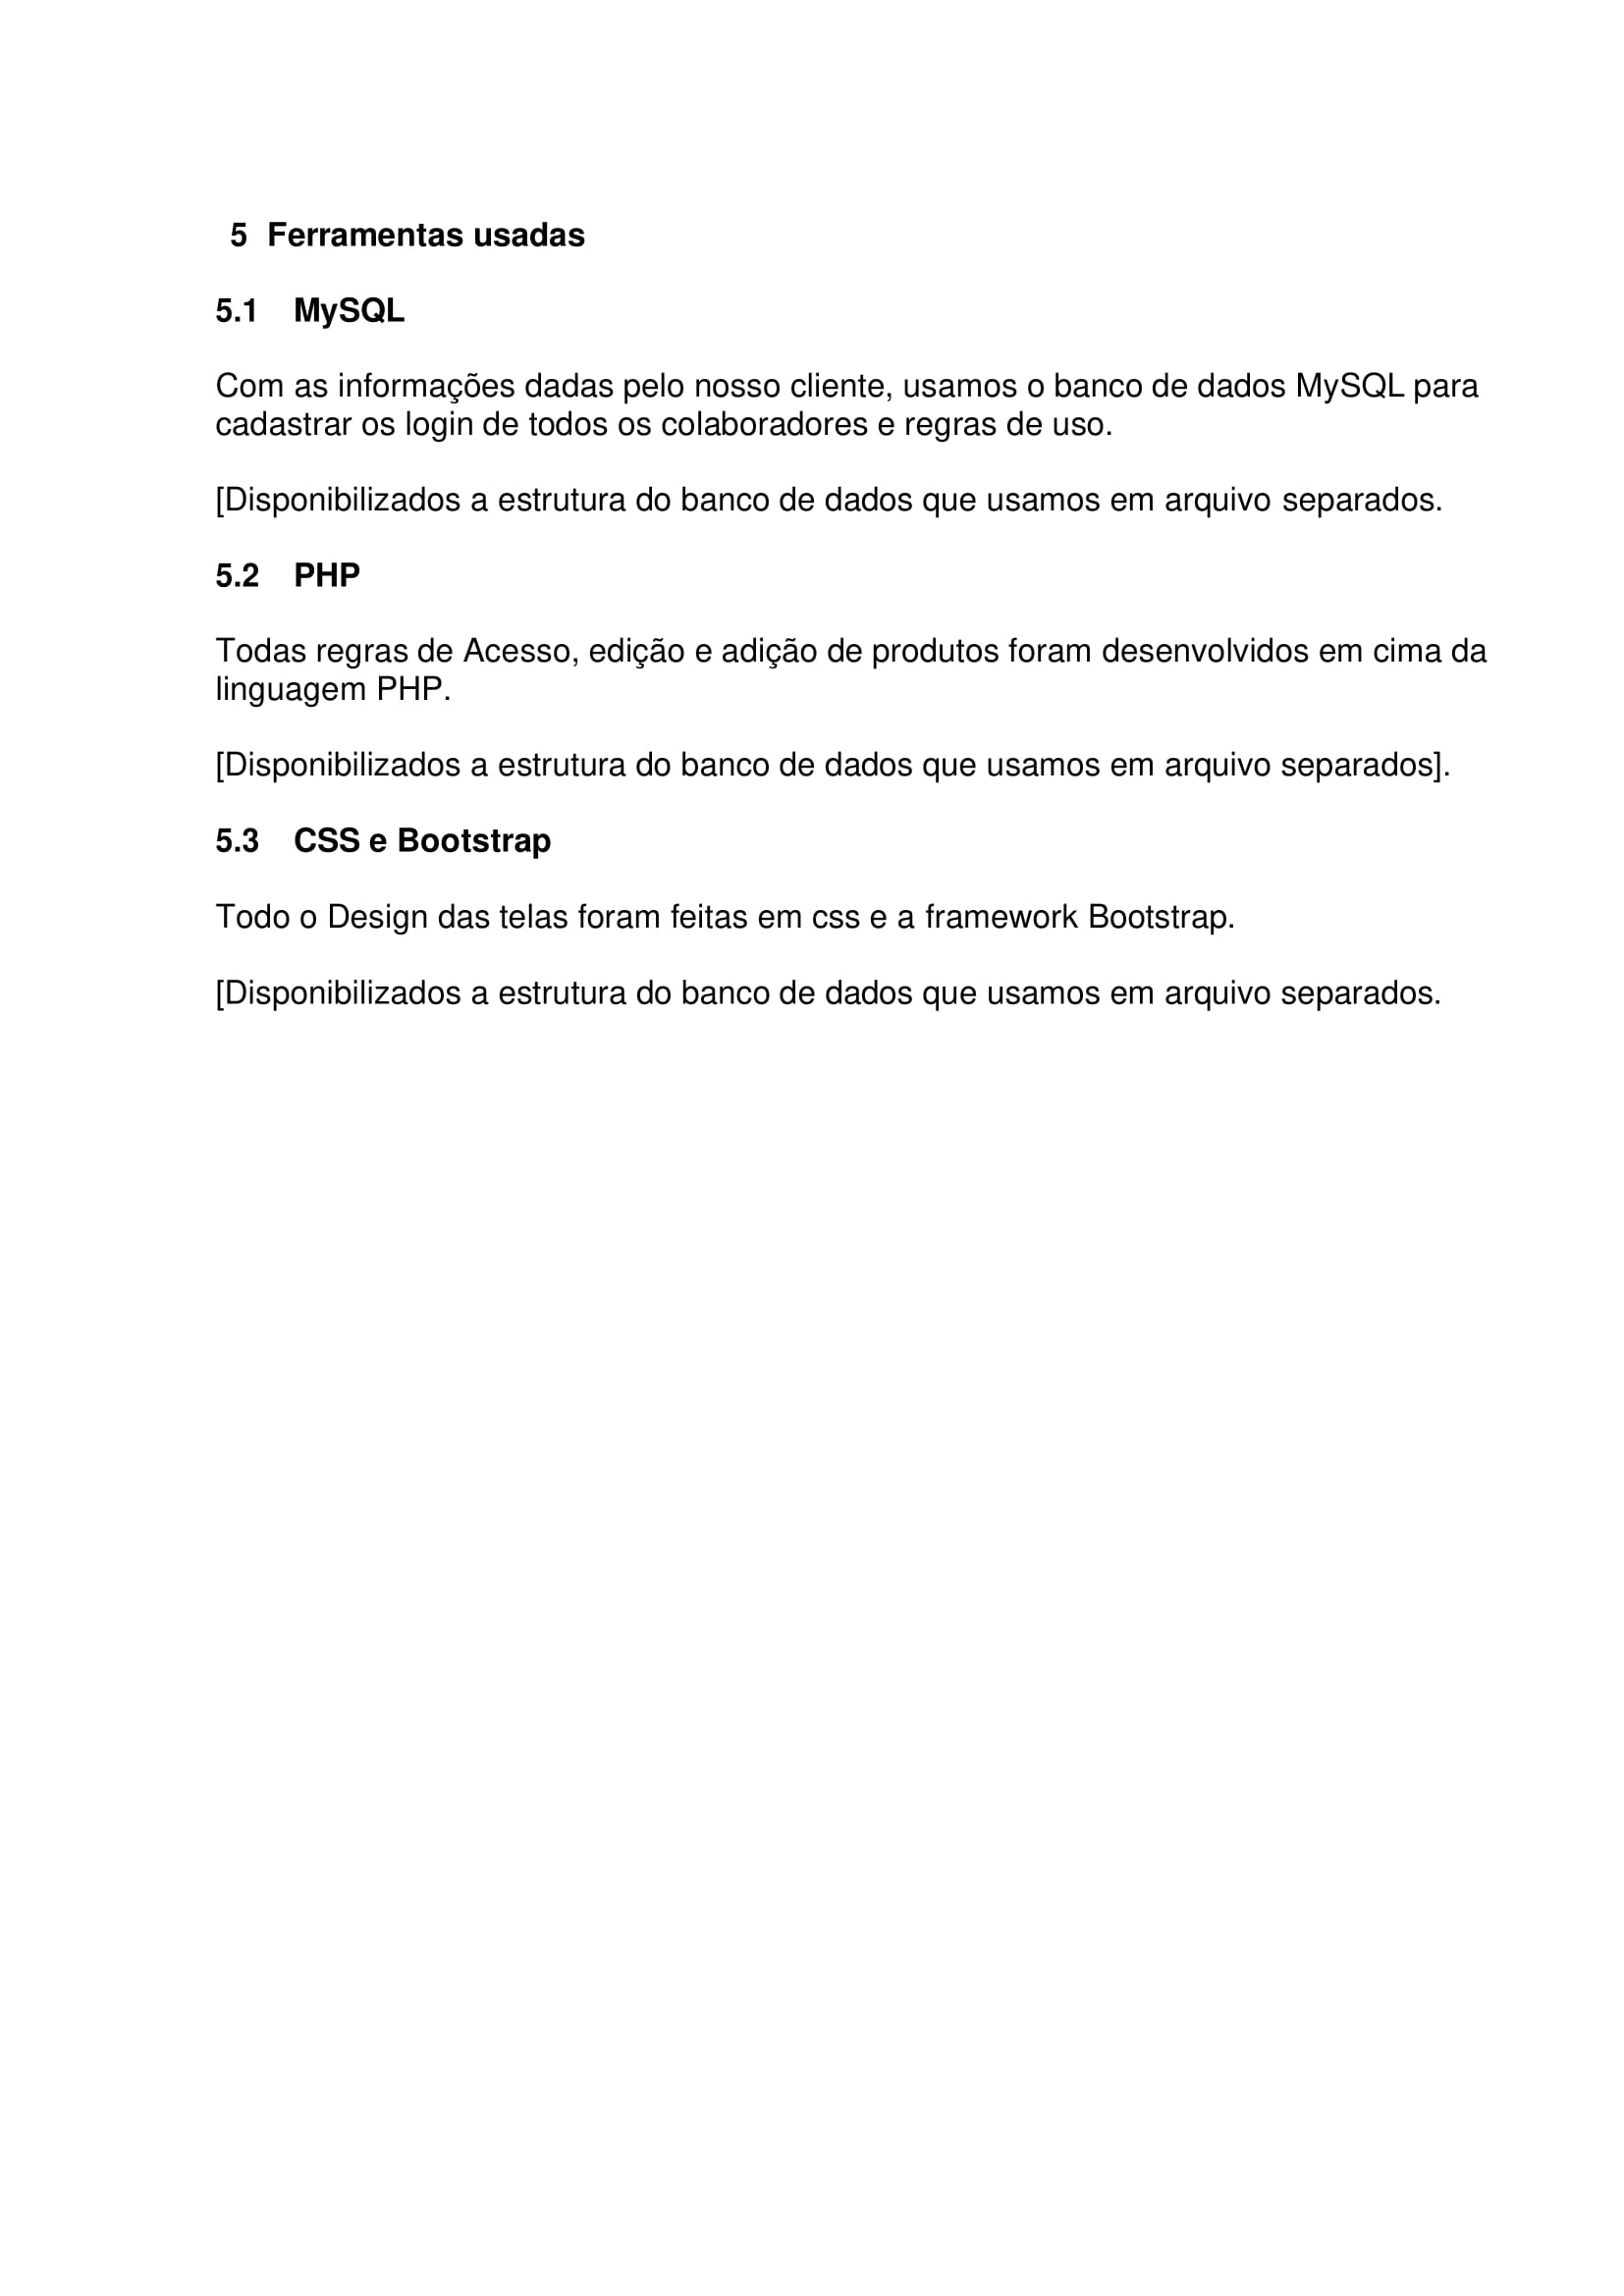 5 Ferramentas usadas
5.1 MySQL
Com as informações dadas pelo nosso cliente, usamos o banco de dados MySQL para
cadastrar os login de todos os colaboradores e regras de uso.
[Disponibilizados a estrutura do banco de dados que usamos em arquivo separados.
5.2 PHP
Todas regras de Acesso, edição e adição de produtos foram desenvolvidos em cima da
linguagem PHP.
[Disponibilizados a estrutura do banco de dados que usamos em arquivo separados].
5.3 CSS e Bootstrap
Todo o Design das telas foram feitas em css e a framework Bootstrap.
[Disponibilizados a estrutura do banco de dados que usamos em arquivo separados.